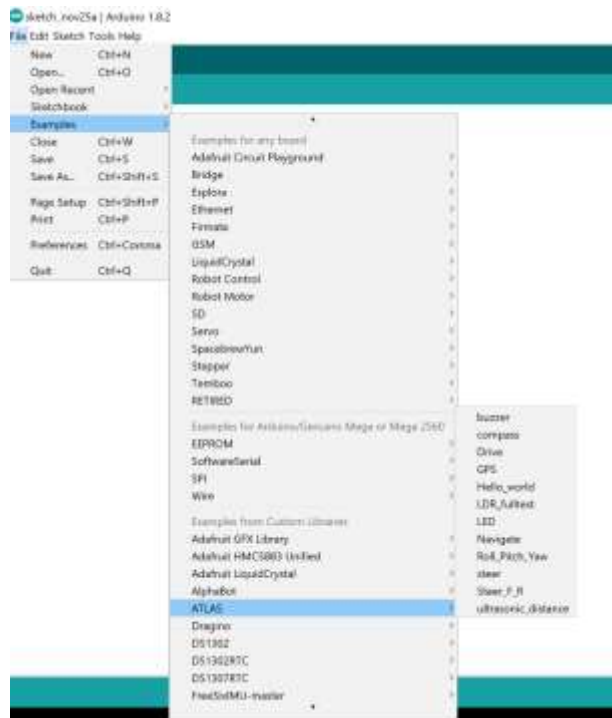 sketch_nov25a | Arduino 1.8.2
File Edit Sketch Tools Help
New Ctrl+N
Open... Ctrl+O
Open Recent
Sketchbook
Examples
Close Ctrl+W
Save Ctrl+S
Save As... Ctrl+Shift+S
Page Setup Ctrl+Shift+P
Print Ctrl+P
Preferences Ctrl+Comma
Quit Ctrl+Q
Examples for any board
Adafruit Circuit Playground
Bridge
Esplora
Ethernet
Firmata
GSM
LiquidCrystal
Robot Control
Robot Motor
SD
Servo
SpacebrewYun
Stepper
Temboo
RETIRED
Examples for Arduino/Genuino Mega or Mega 2560
EEPROM
SoftwareSerial
SPI
Wire
Examples from Custom Libraries
Adafruit GFX Library
Adafruit HMC5883 Unified
Adafruit LiquidCrystal
AlphaBot
ATLAS
Dragino
DS1302
DS1302RTC
DS1307RTC
FreeSixIMU-master
buzzer
compass
Drive
GPS
Hello_world
LDR_fulltest
LED
Navigate
Roll_Pitch_Yaw
steer
Steer_F_R
ultrasonic_distance